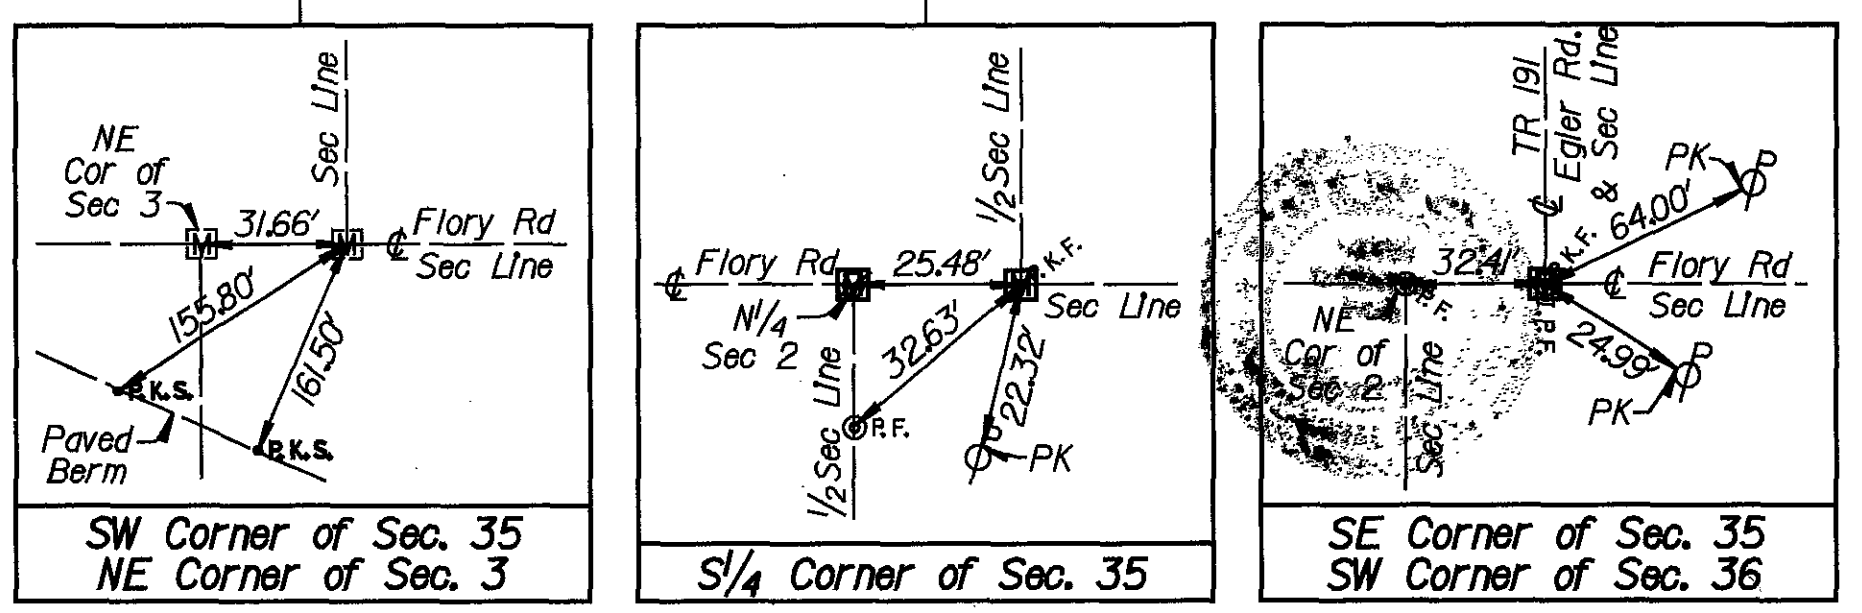 Sec Line
NE
Cor of
Sec 3
31.66'
℄ Flory Rd
Sec Line
155.80'
161.50'
P.K.S.
P.K.S.
Paved
Berm
SW Corner of Sec. 35
NE Corner of Sec. 3
1/2 Sec Line
℄ Flory Rd
25.48'
P.K.F.
Sec Line
N1/4
Sec 2
32.63'
22.32'
1/2 Sec Line
P.F.
PK
S1/4 Corner of Sec. 35
TR 191
℄ Egler Rd.
& Sec Line
PK
P
64.00'
P.K.F.
32.41'
℄ Flory Rd
Sec Line
P.F.
NE
Cor of
Sec 2
I.P.F.
24.99'
P
PK
Sec Line
SE Corner of Sec. 35
SW Corner of Sec. 36